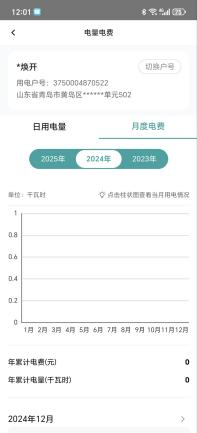 12:01
电量电费
*焕开
切换户号
用电户号：3750004870522
山东省青岛市黄岛区******单元502
日用电量
月度电费
2025年
2024年
2023年
单位：千瓦时
点击柱状图查看当月用电情况
1
0.8
0.6
0.4
0.2
0
1月 2月 3月 4月 5月 6月 7月 8月 9月 10月 11月 12月
年累计电费(元) 0
年累计电量(千瓦时) 0
2024年12月